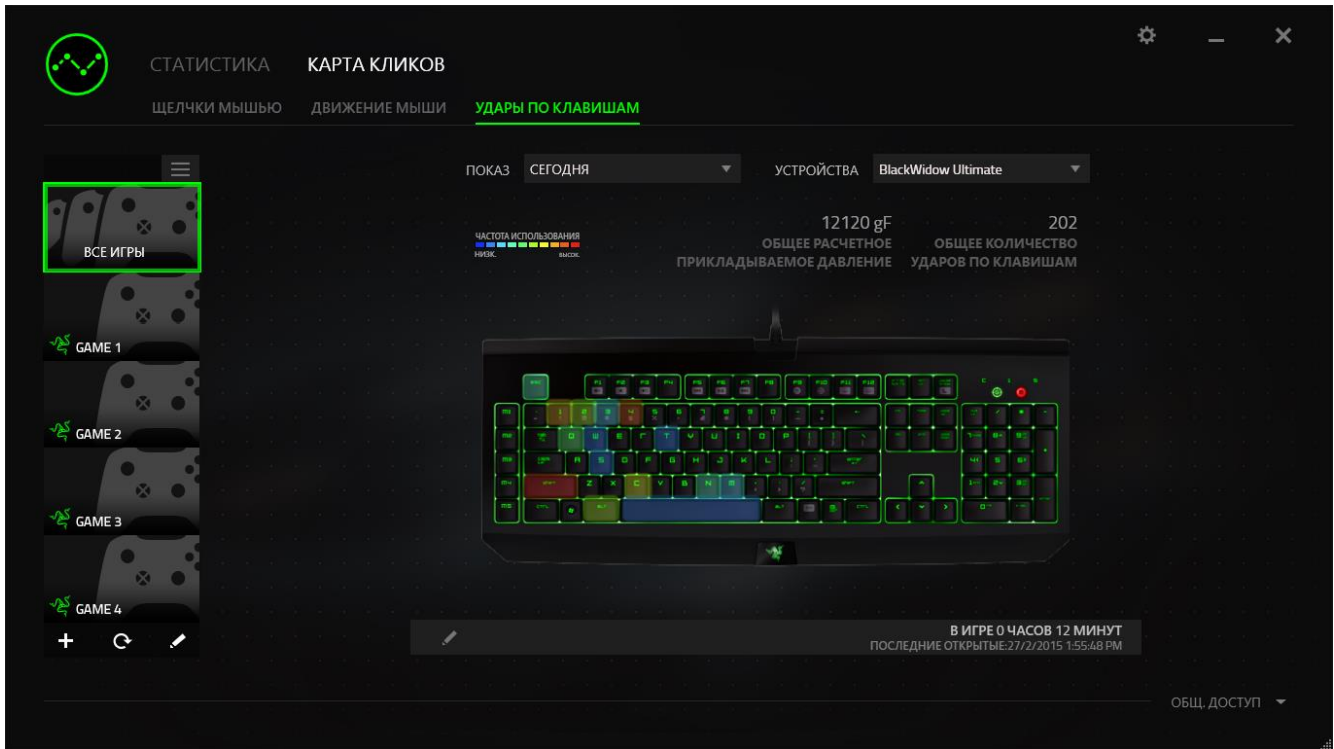 СТАТИСТИКА КАРТА КЛИКОВ
ЩЕЛЧКИ МЫШЬЮ ДВИЖЕНИЕ МЫШИ УДАРЫ ПО КЛАВИШАМ
ПОКАЗ СЕГОДНЯ УСТРОЙСТВА BlackWidow Ultimate
ВСЕ ИГРЫ
GAME 1
GAME 2
GAME 3
GAME 4
ЧАСТОТА ИСПОЛЬЗОВАНИЯ
НИЗК. ВЫСОК.
12120 gF
ОБЩЕЕ РАСЧЕТНОЕ
ПРИКЛАДЫВАЕМОЕ ДАВЛЕНИЕ
202
ОБЩЕЕ КОЛИЧЕСТВО
УДАРОВ ПО КЛАВИШАМ
В ИГРЕ 0 ЧАСОВ 12 МИНУТ
ПОСЛЕДНИЕ ОТКРЫТЫЕ:27/2/2015 1:55:48 PM
ОБЩ. ДОСТУП